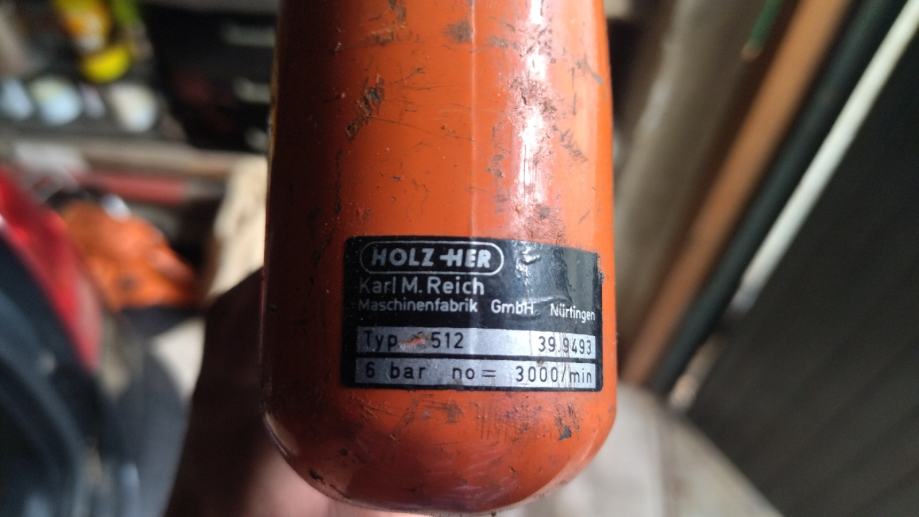 HOLZ-HER
Karl M. Reich
Maschinenfabrik GmbH Nürtingen
Typ 512 39.9493
6 bar no = 3000/min